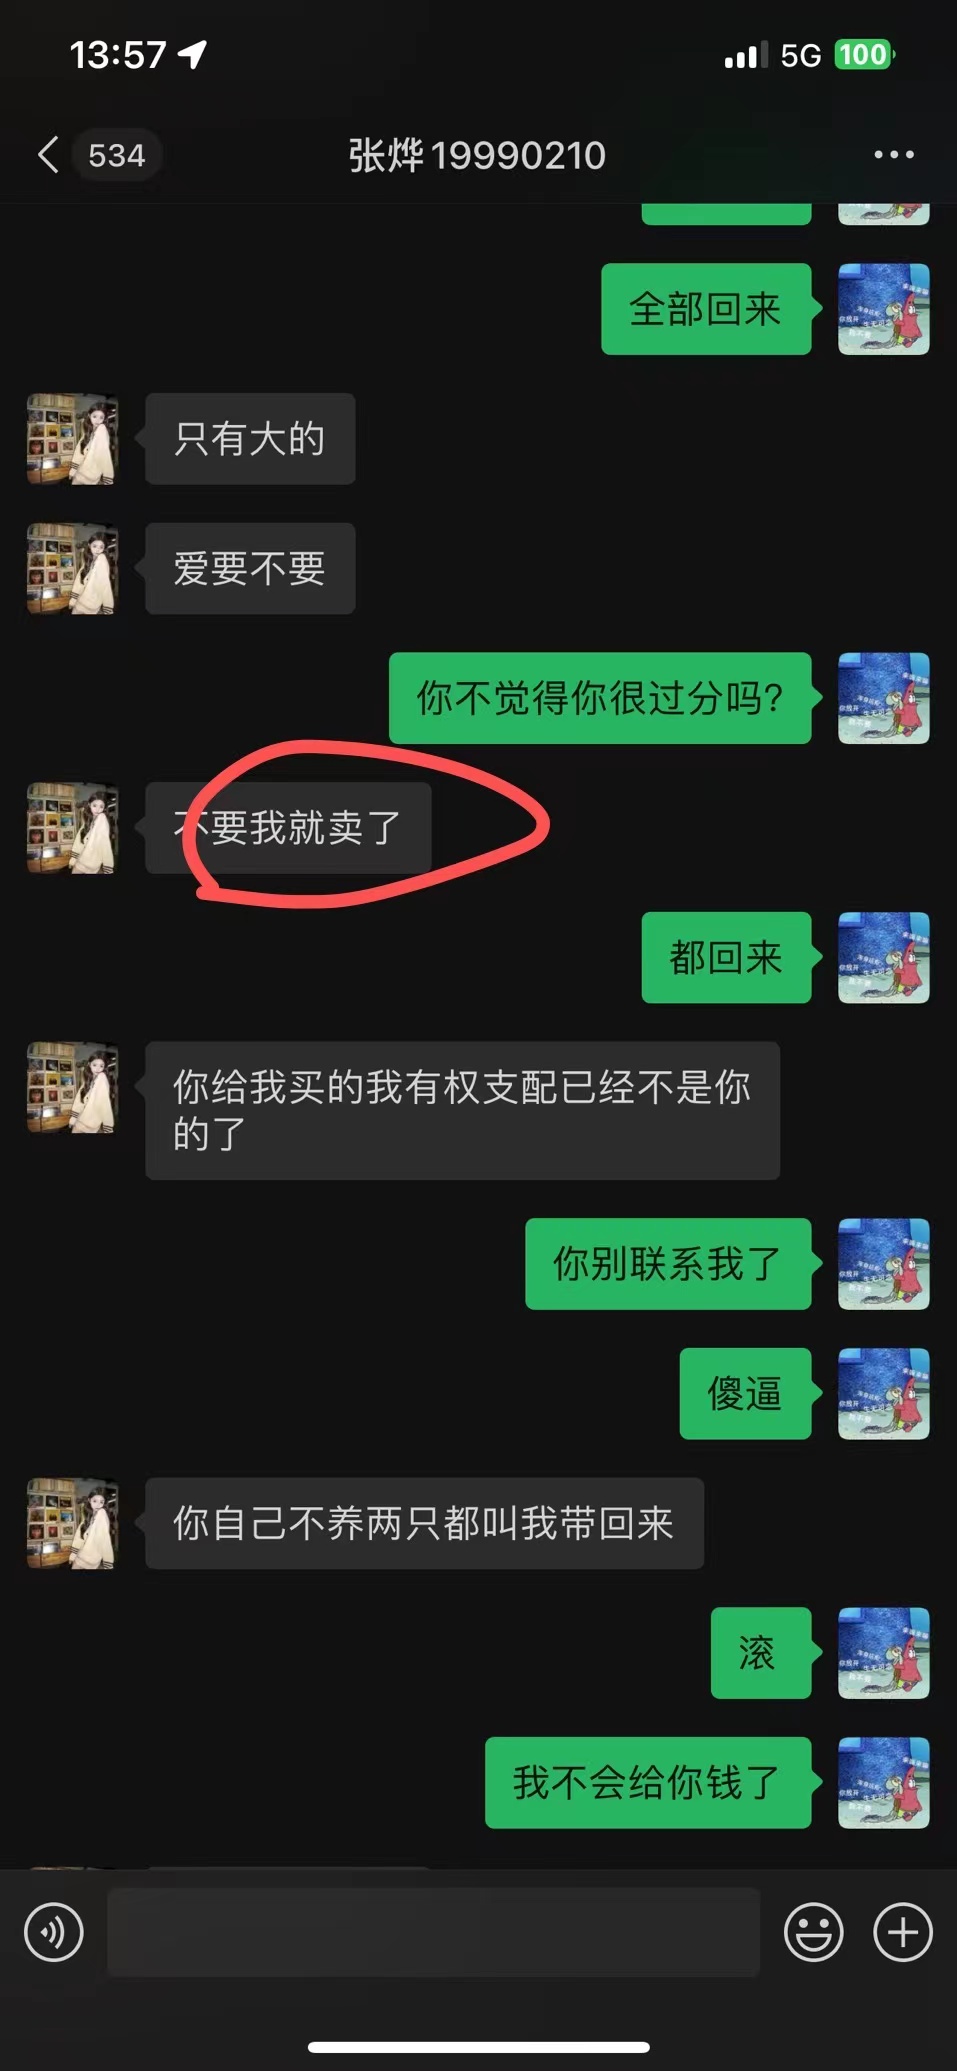 13:57
5G 100
534
张烨19990210
全部回来
只有大的
爱要不要
你不觉得你很过分吗?
不要我就卖了
都回来
你给我买的我有权支配已经不是你
的了
你别联系我了
傻逼
你自己不养两只都叫我带回来
滚
我不会给你钱了